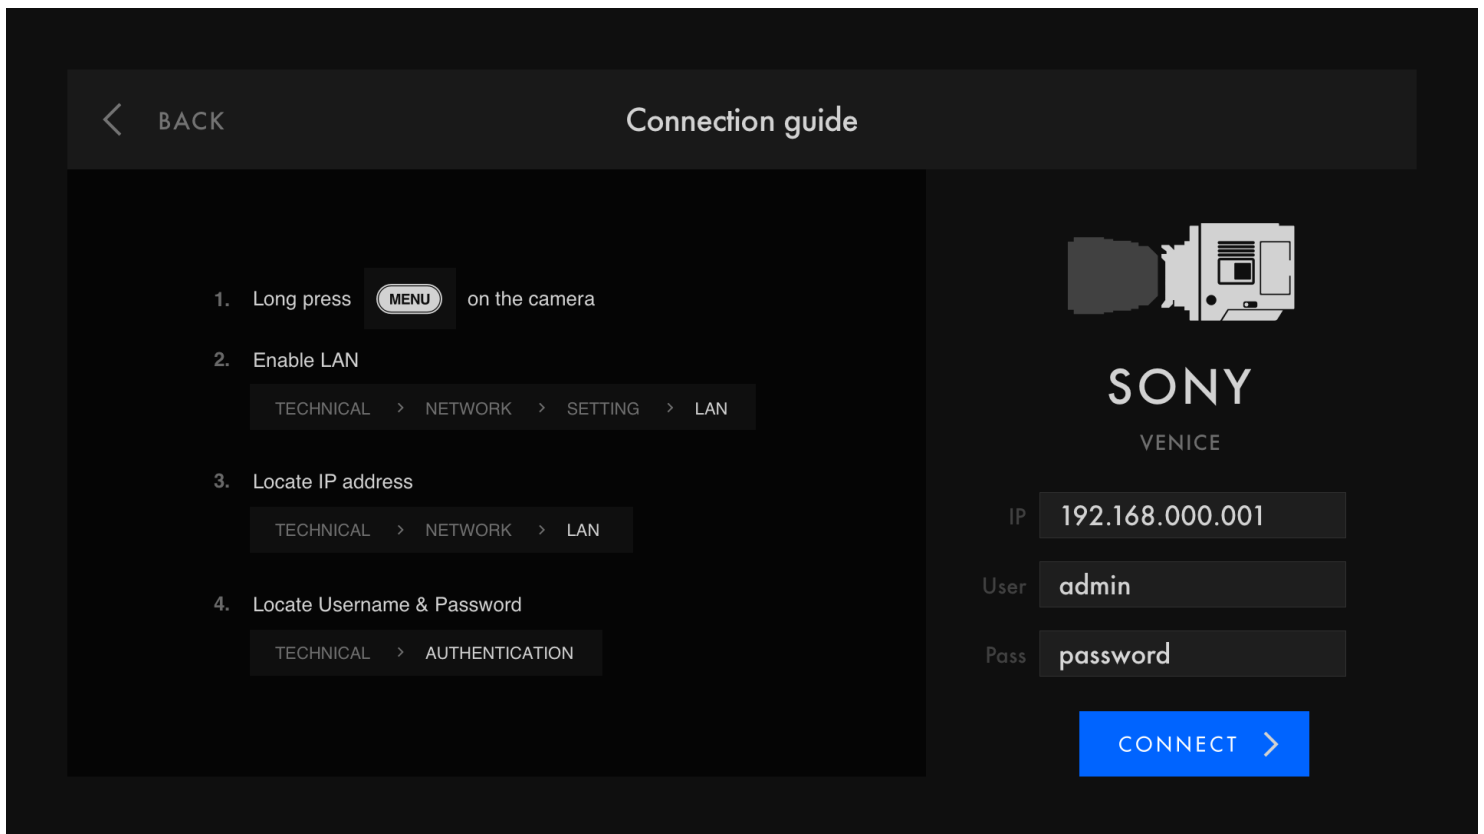 BACK
Connection guide
1. Long press MENU on the camera
2. Enable LAN
TECHNICAL > NETWORK > SETTING > LAN
3. Locate IP address
TECHNICAL > NETWORK > LAN
4. Locate Username & Password
TECHNICAL > AUTHENTICATION
SONY
VENICE
IP 192.168.000.001
User admin
Pass password
CONNECT